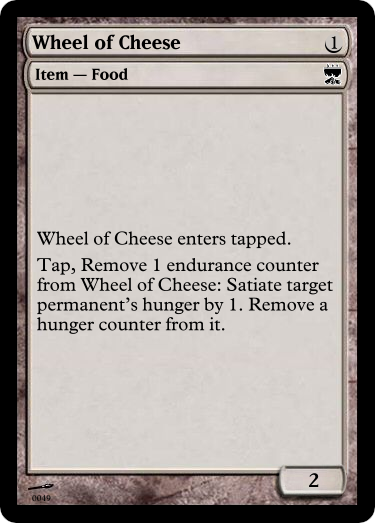 Wheel of Cheese 1
Item — Food
Wheel of Cheese enters tapped.
Tap, Remove 1 endurance counter
from Wheel of Cheese: Satiate target
permanent's hunger by 1. Remove a
hunger counter from it.
2
0049